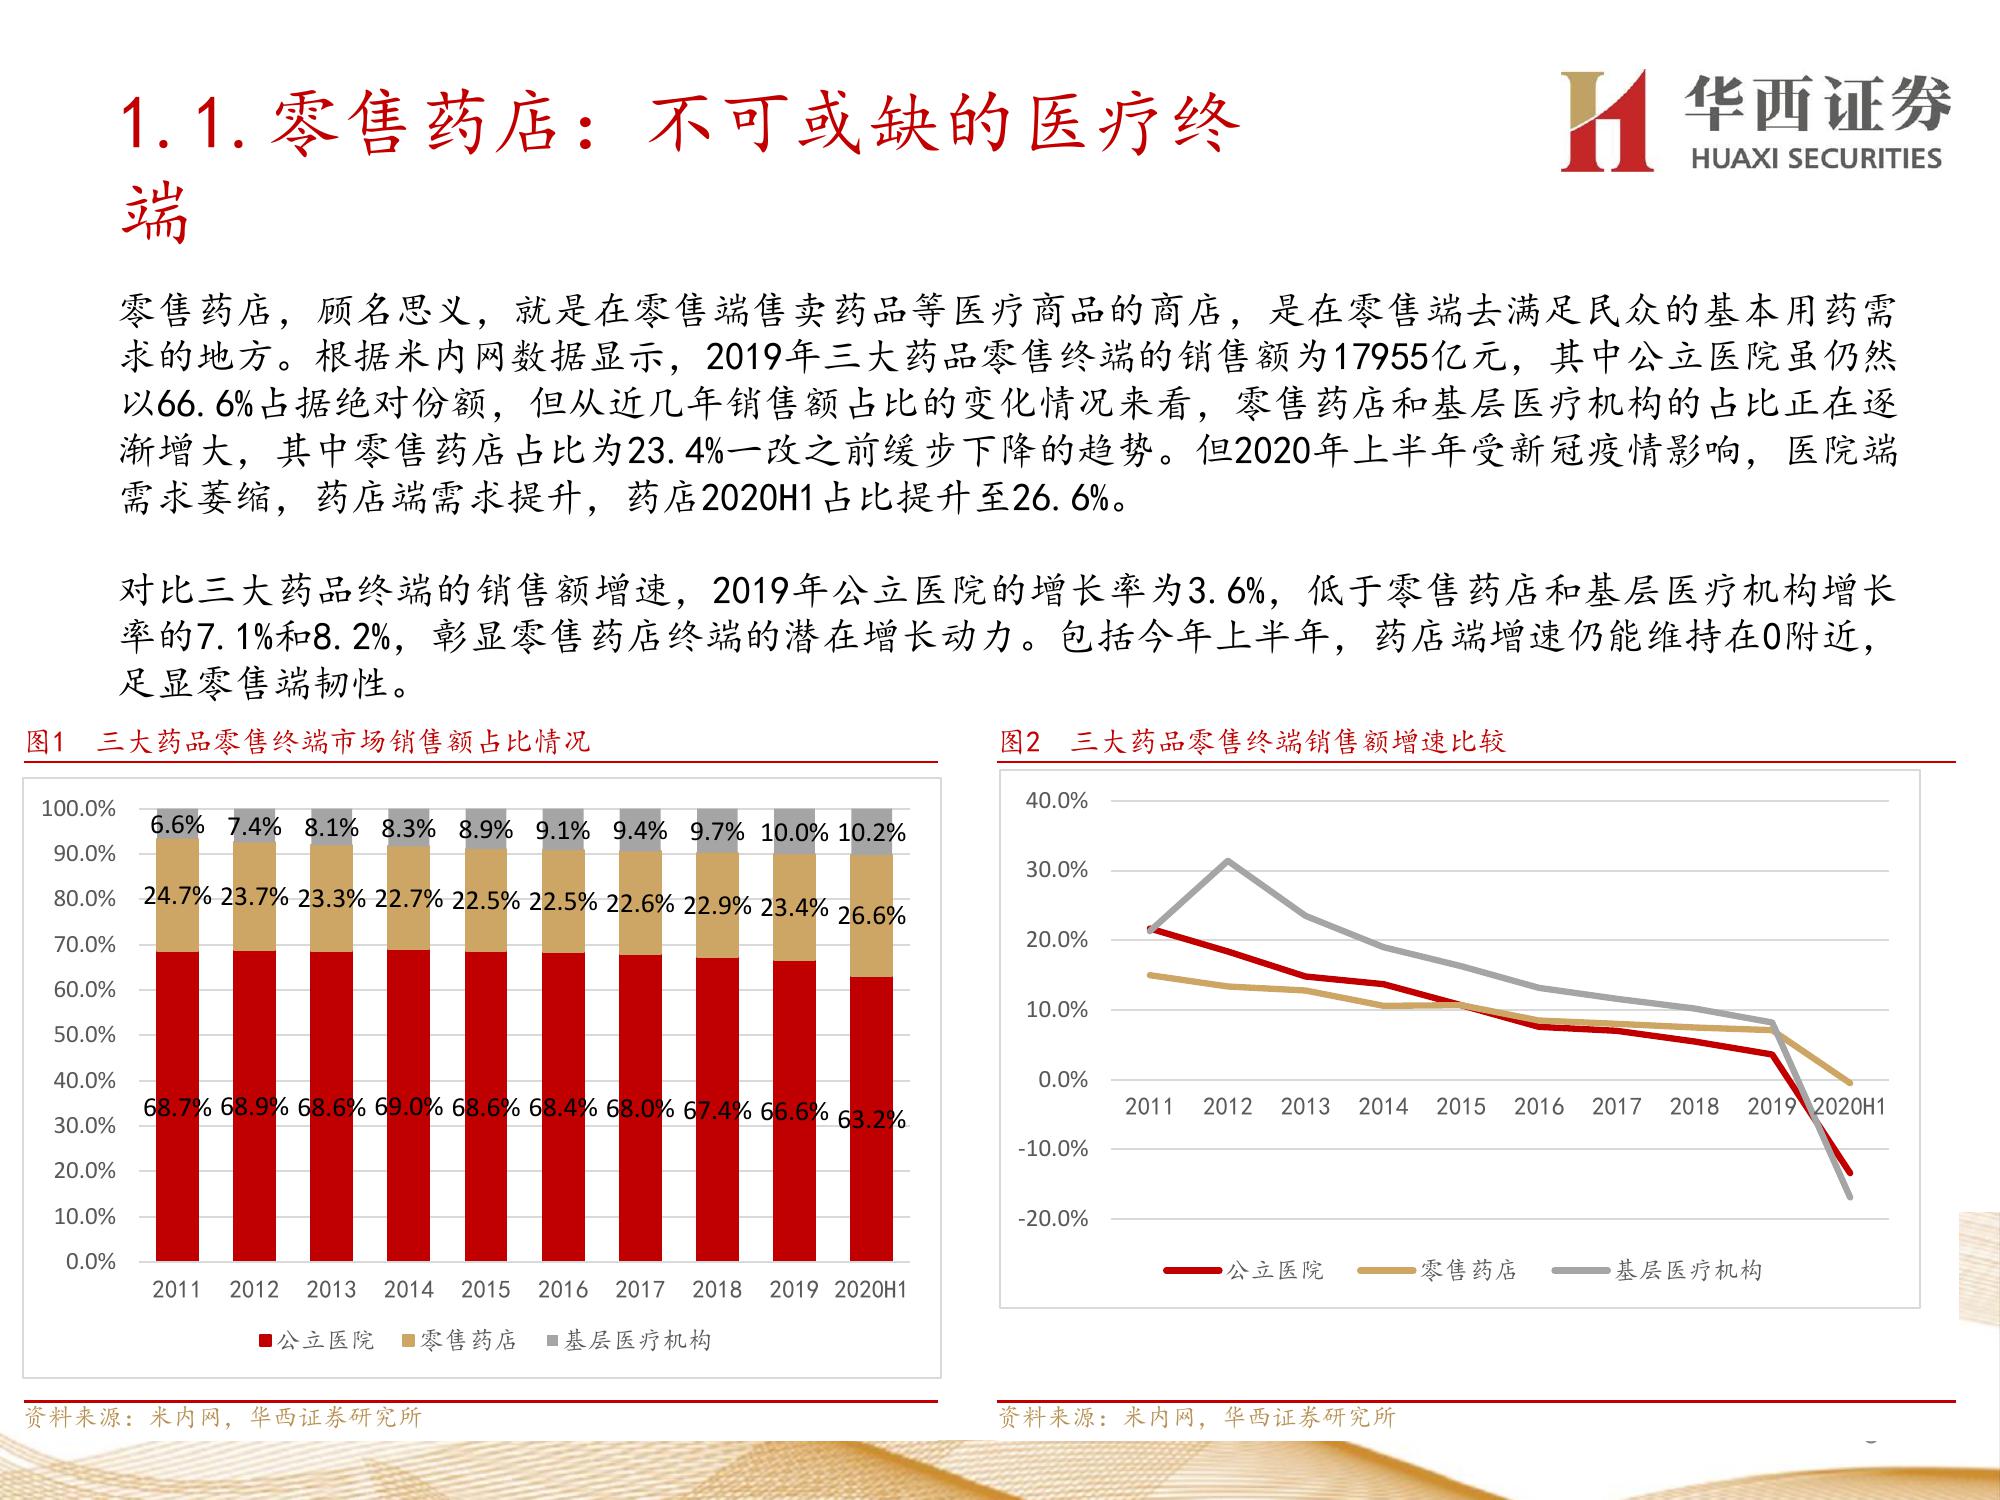 1.1.零售药店：不可或缺的医疗终
端
华西证券
HUAXI SECURITIES
零售药店，顾名思义，就是在零售端售卖药品等医疗商品的商店，是在零售端去满足民众的基本用药需
求的地方。根据米内网数据显示，2019年三大药品零售终端的销售额为17955亿元，其中公立医院虽仍然
以66.6%占据绝对份额，但从近几年销售额占比的变化情况来看，零售药店和基层医疗机构的占比正在逐
渐增大，其中零售药店占比为23.4%一改之前缓步下降的趋势。但2020年上半年受新冠疫情影响，医院端
需求萎缩，药店端需求提升，药店2020H1占比提升至26.6%。
对比三大药品终端的销售额增速，2019年公立医院的增长率为3.6%，低于零售药店和基层医疗机构增长
率的7.1%和8.2%，彰显零售药店终端的潜在增长动力。包括今年上半年，药店端增速仍能维持在0附近，
足显零售端韧性。
图1 三大药品零售终端市场销售额占比情况
100.0%
90.0%
80.0%
70.0%
60.0%
50.0%
40.0%
30.0%
20.0%
10.0%
0.0%
6.6% 7.4% 8.1% 8.3% 8.9% 9.1% 9.4% 9.7% 10.0% 10.2%
24.7% 23.7% 23.3% 22.7% 22.5% 22.5% 22.6% 22.9% 23.4% 26.6%
68.7% 68.9% 68.6% 69.0% 68.6% 68.4% 68.0% 67.4% 66.6% 63.2%
2011 2012 2013 2014 2015 2016 2017 2018 2019 2020H1
公立医院 零售药店 基层医疗机构
资料来源：米内网，华西证券研究所
图2 三大药品零售终端销售额增速比较
40.0%
30.0%
20.0%
10.0%
0.0%
-10.0%
-20.0%
2011 2012 2013 2014 2015 2016 2017 2018 2019 2020H1
公立医院 零售药店 基层医疗机构
资料来源：米内网，华西证券研究所